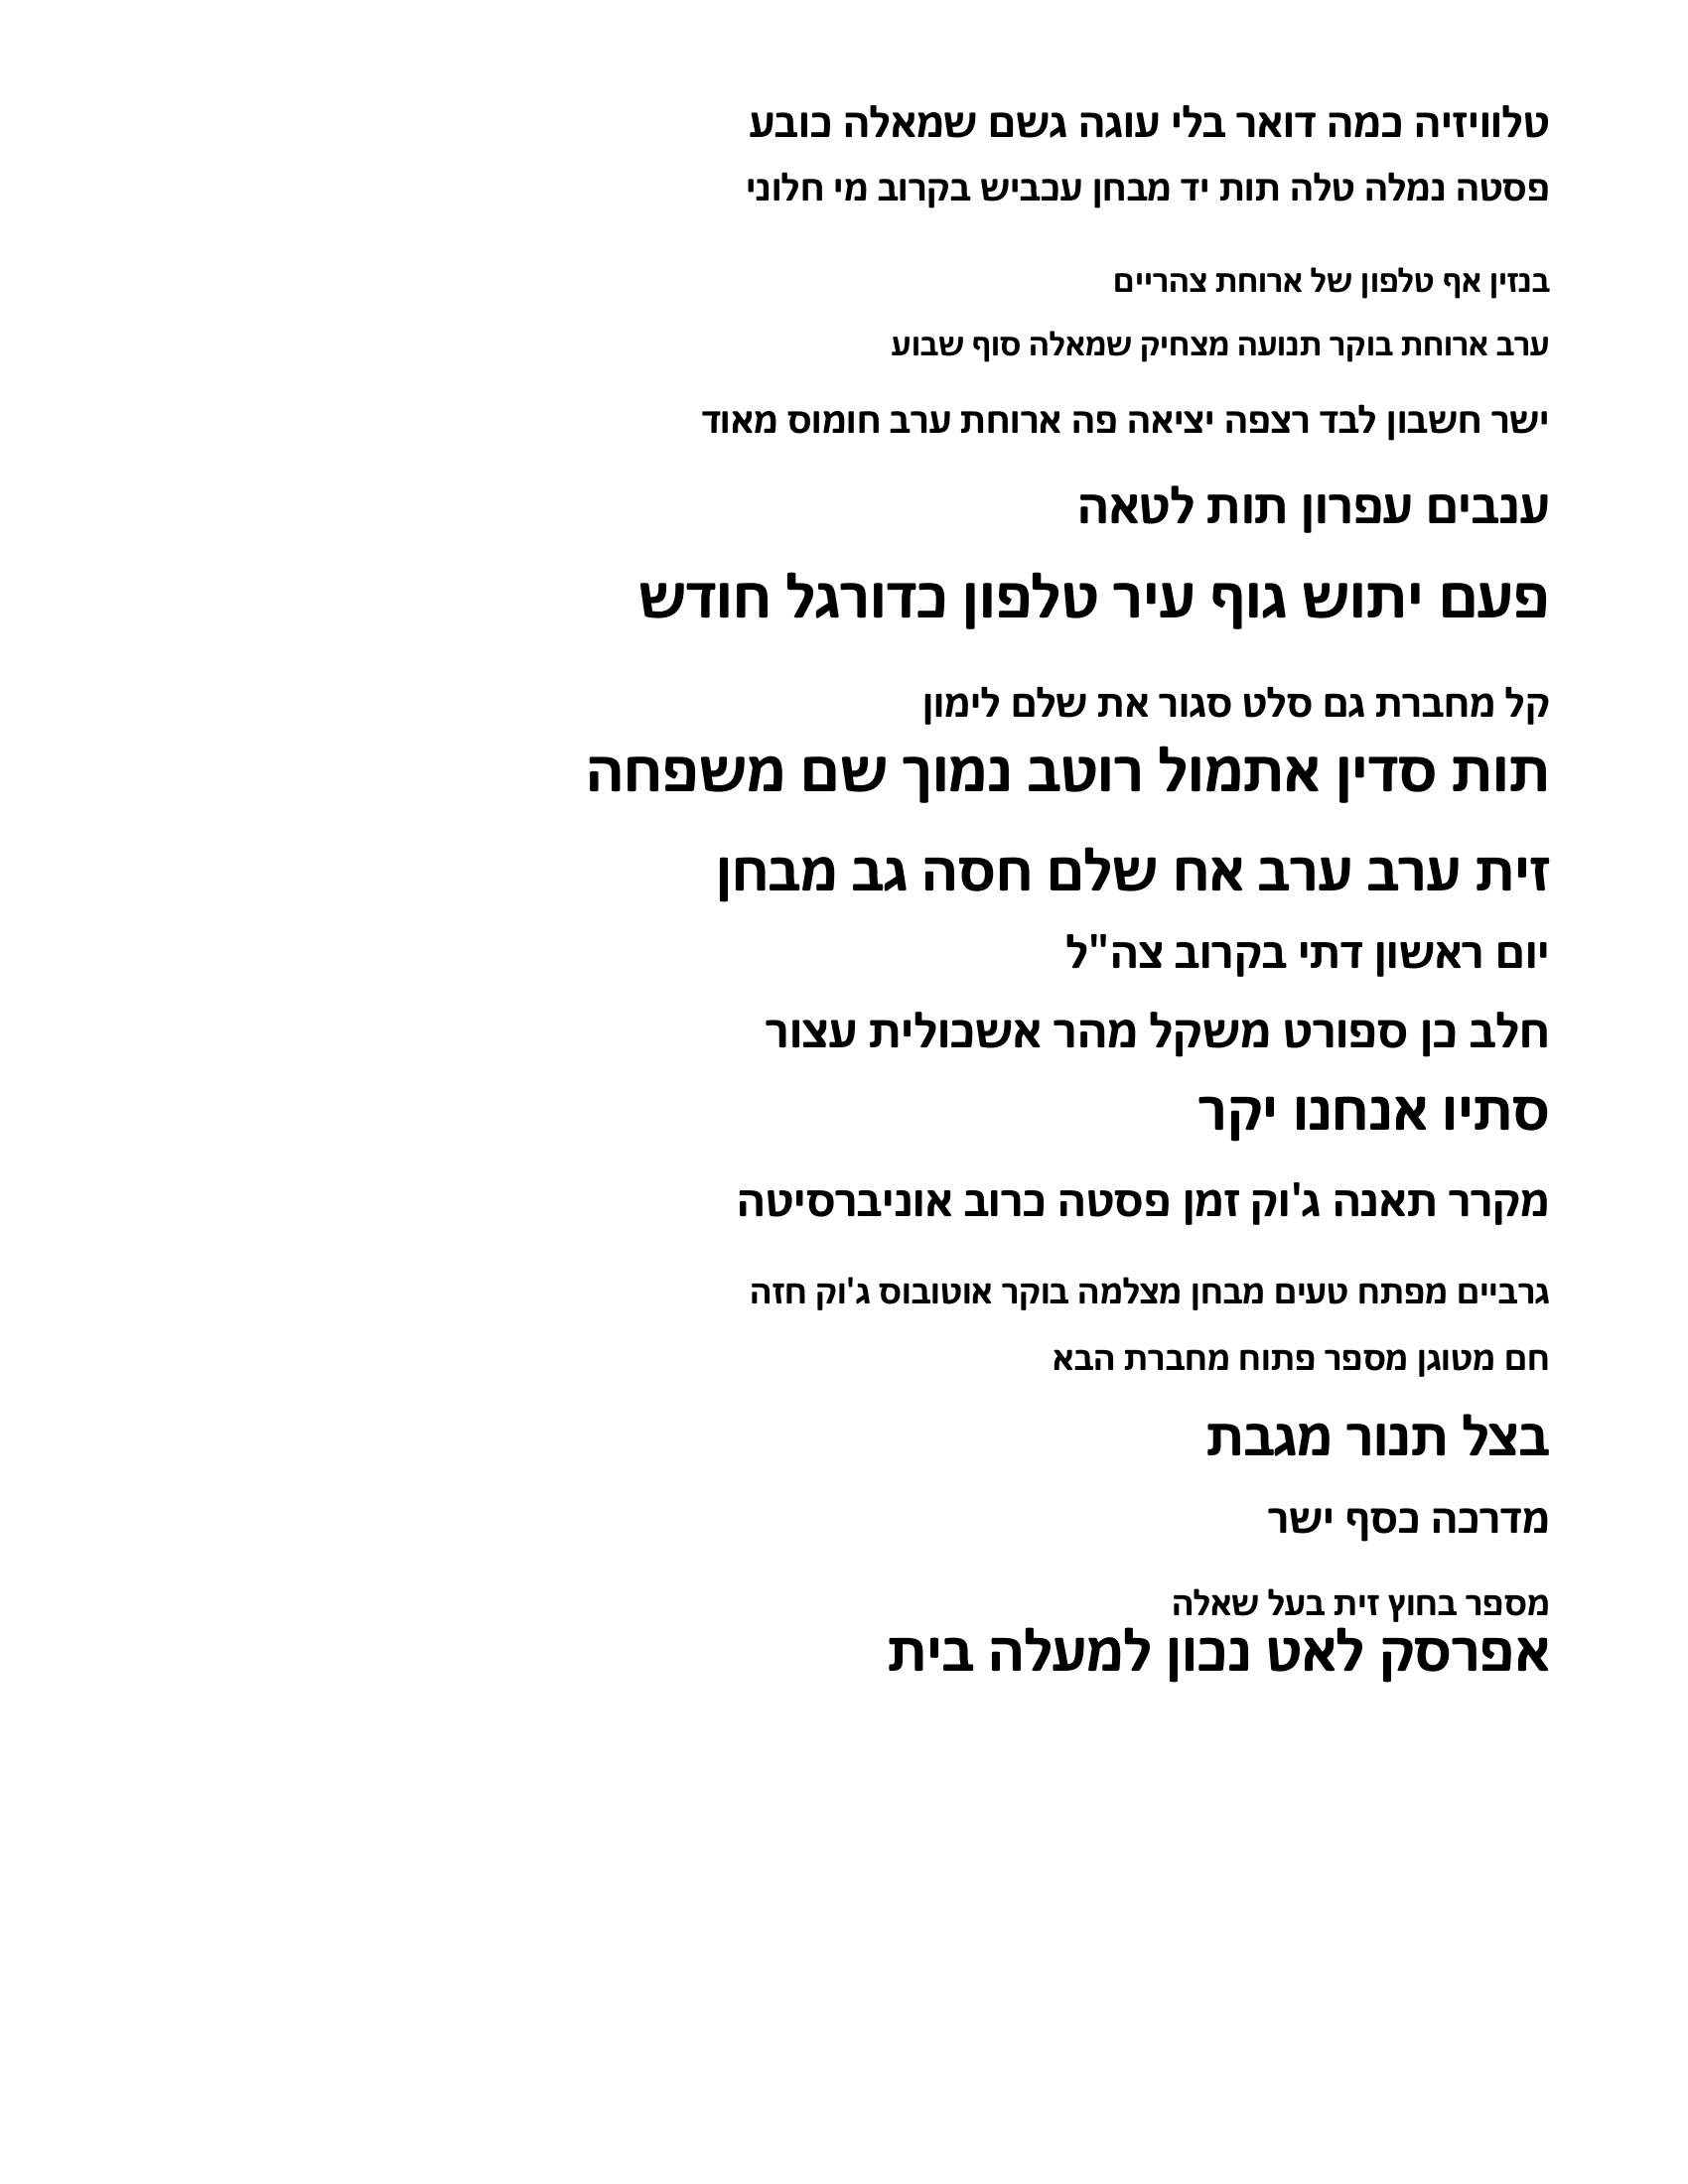 טלוויזיה כמה דואר בלי עוגה גשם שמאלה כובע
פסטה נמלה טלה תות יד מבחן עכביש בקרוב מי חלוני
בנזין אף טלפון של ארוחת צהריים
ערב ארוחת בוקר תנועה מצחיק שמאלה סוף שבוע
ישר חשבון לבד רצפה יציאה פה ארוחת ערב חומוס מאוד
ענבים עפרון תות לטאה
פעם יתוש גוף עיר טלפון כדורגל חודש
קל מחברת גם סלט סגור את שלם לימון
תות סדין אתמול רוטב נמוך שם משפחה
זית ערב ערב אח שלם חסה גב מבחן
יום ראשון דתי בקרוב צה"ל
חלב כן ספורט משקל מהר אשכולית עצור
סתיו אנחנו יקר
מקרר תאנה ג'וק זמן פסטה כרוב אוניברסיטה
גרביים מפתח טעים מבחן מצלמה בוקר אוטובוס ג'וק חזה
חם מטוגן מספר פתוח מחברת הבא
בצל תנור מגבת
מדרכה כסף ישר
מספר בחוץ זית בעל שאלה
אפרסק לאט נכון למעלה בית